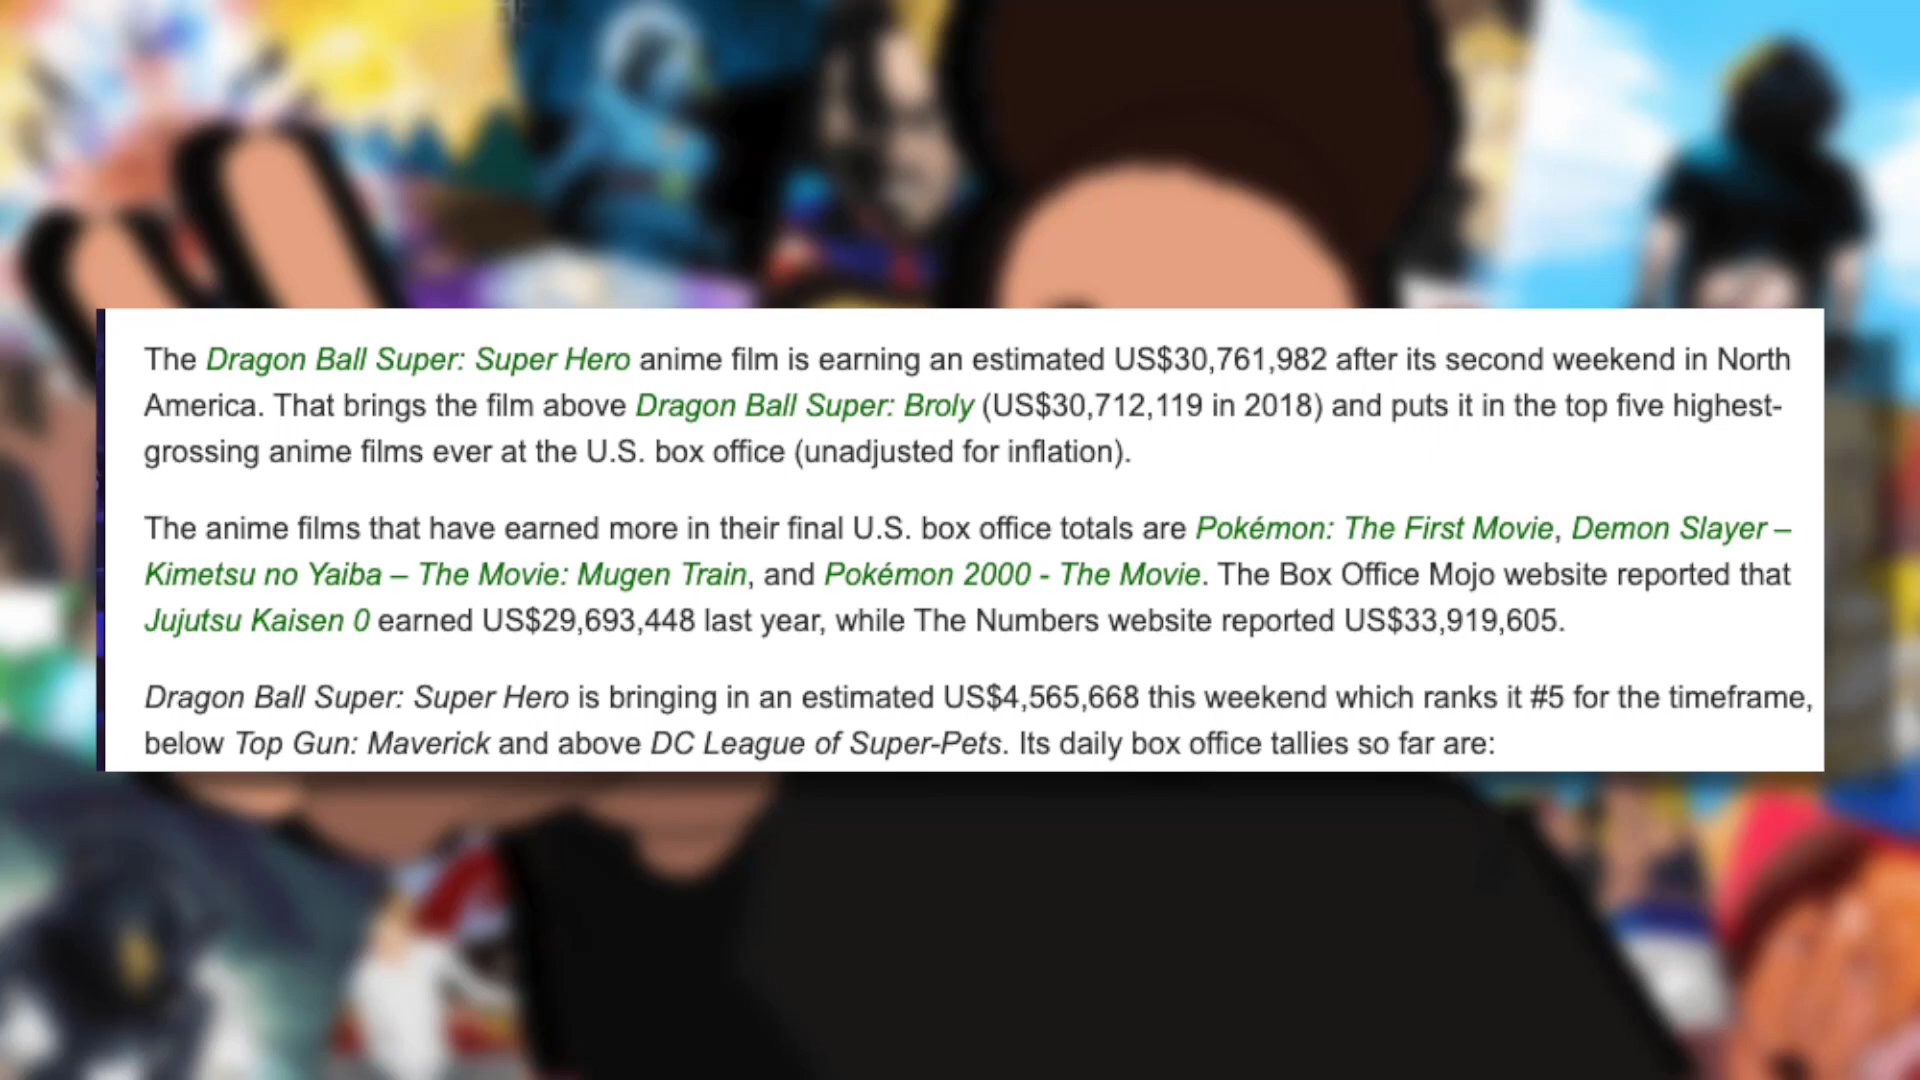 The Dragon Ball Super: Super Hero anime film is earning an estimated US$30,761,982 after its second weekend in North
America. That brings the film above Dragon Ball Super: Broly (US$30,712,119 in 2018) and puts it in the top five highest-
grossing anime films ever at the U.S. box office (unadjusted for inflation).
The anime films that have earned more in their final U.S. box office totals are Pokémon: The First Movie, Demon Slayer –
Kimetsu no Yaiba – The Movie: Mugen Train, and Pokémon 2000 - The Movie. The Box Office Mojo website reported that
Jujutsu Kaisen 0 earned US$29,693,448 last year, while The Numbers website reported US$33,919,605.
Dragon Ball Super: Super Hero is bringing in an estimated US$4,565,668 this weekend which ranks it #5 for the timeframe,
below Top Gun: Maverick and above DC League of Super-Pets. Its daily box office tallies so far are: